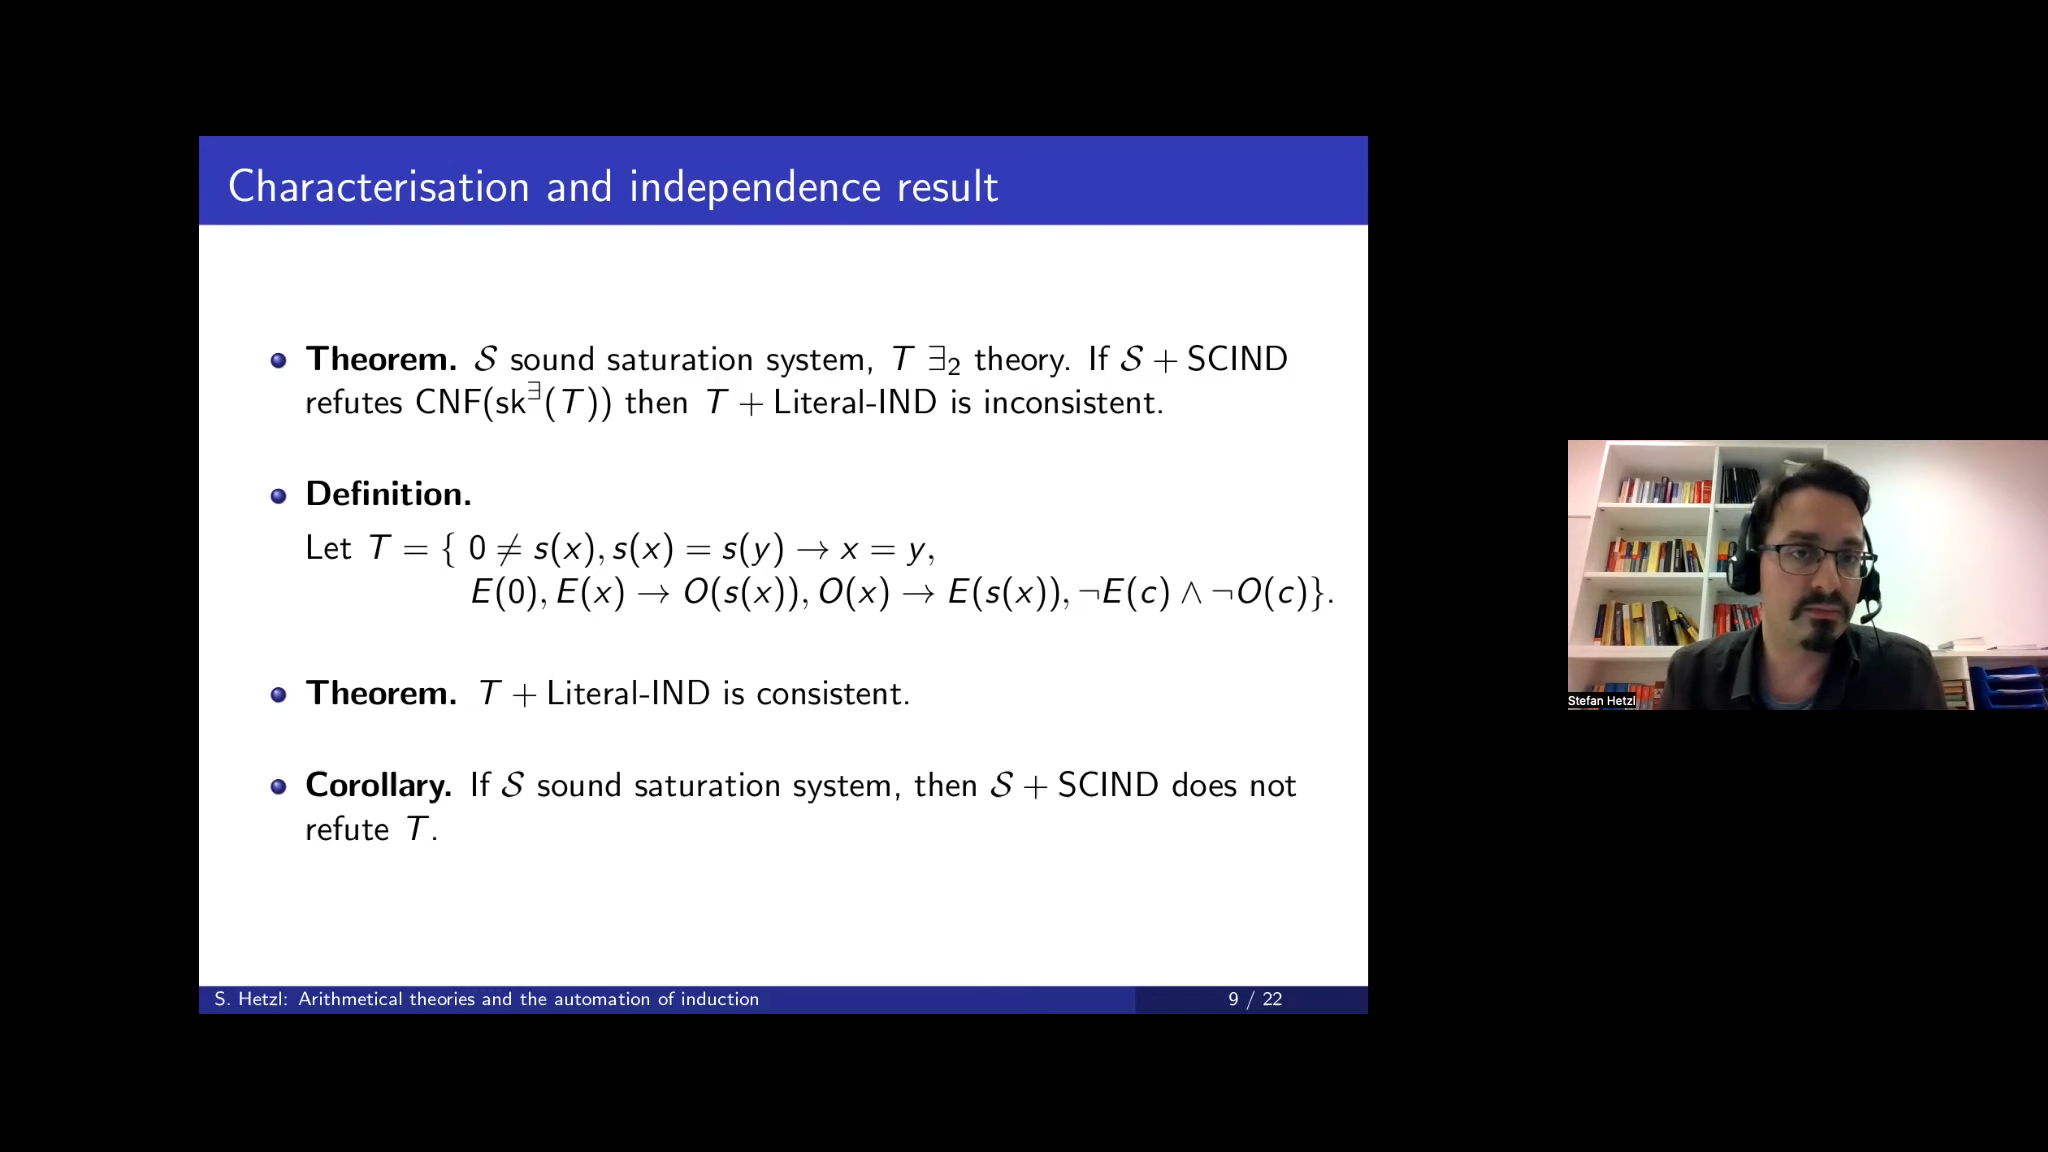 Characterisation and independence result
Theorem. 𝒮 sound saturation system, T ∃₂ theory. If 𝒮 + SCIND
refutes CNF(sk^∃(T)) then T + Literal-IND is inconsistent.
Definition.
Let T = { 0 ≠ s(x), s(x) = s(y) → x = y,
E(0), E(x) → O(s(x)), O(x) → E(s(x)), ¬E(c) ∧ ¬O(c)}.
Theorem. T + Literal-IND is consistent.
Corollary. If 𝒮 sound saturation system, then 𝒮 + SCIND does not
refute T.
S. Hetzl: Arithmetical theories and the automation of induction
9 / 22
Stefan Hetzl